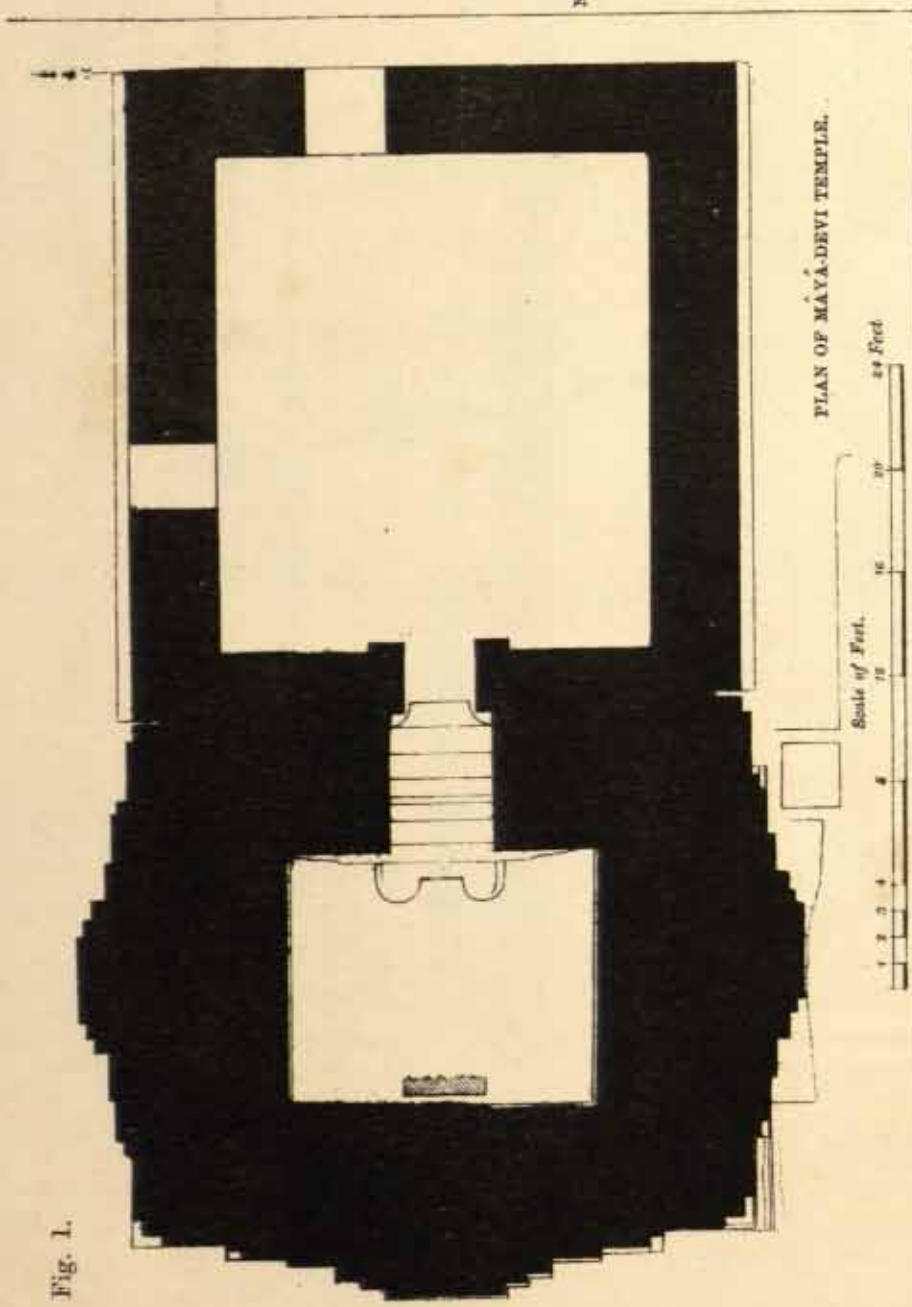 Fig. 1.
PLAN OF MÂYÁ-DEVI TEMPLE.
Scale of Feet.
1 2 3 4 8 12 16 20 24 Feet